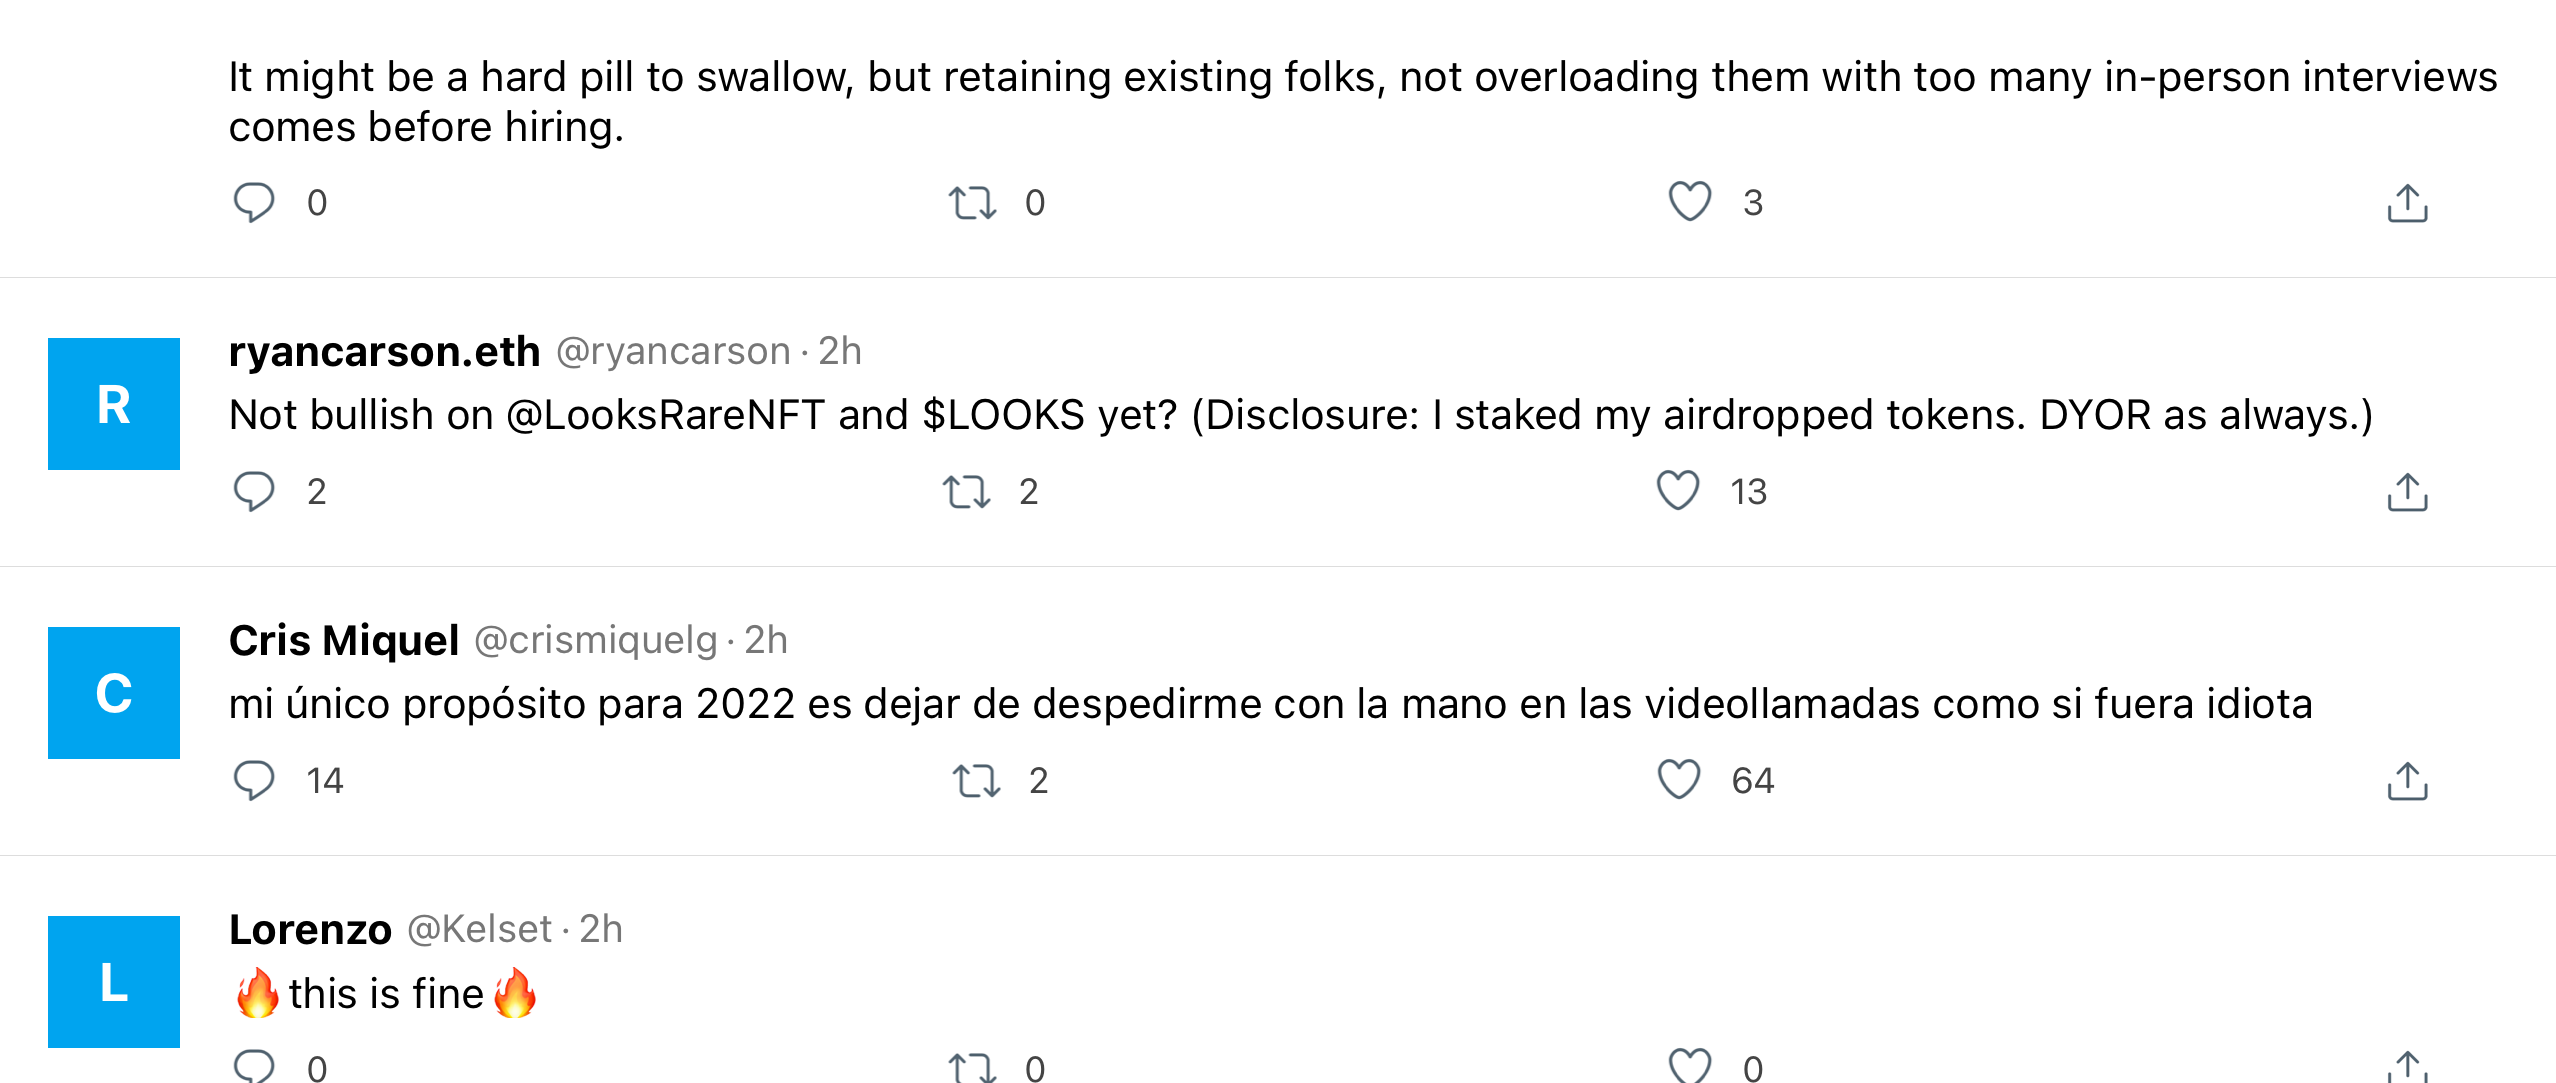 It might be a hard pill to swallow, but retaining existing folks, not overloading them with too many in-person interviews
comes before hiring.
0 0 3
R
ryancarson.eth @ryancarson · 2h
Not bullish on @LooksRareNFT and $LOOKS yet? (Disclosure: I staked my airdropped tokens. DYOR as always.)
2 2 13
C
Cris Miquel @crismiquelg · 2h
mi único propósito para 2022 es dejar de despedirme con la mano en las videollamadas como si fuera idiota
14 2 64
L
Lorenzo @Kelset · 2h
🔥this is fine🔥
0 0 0